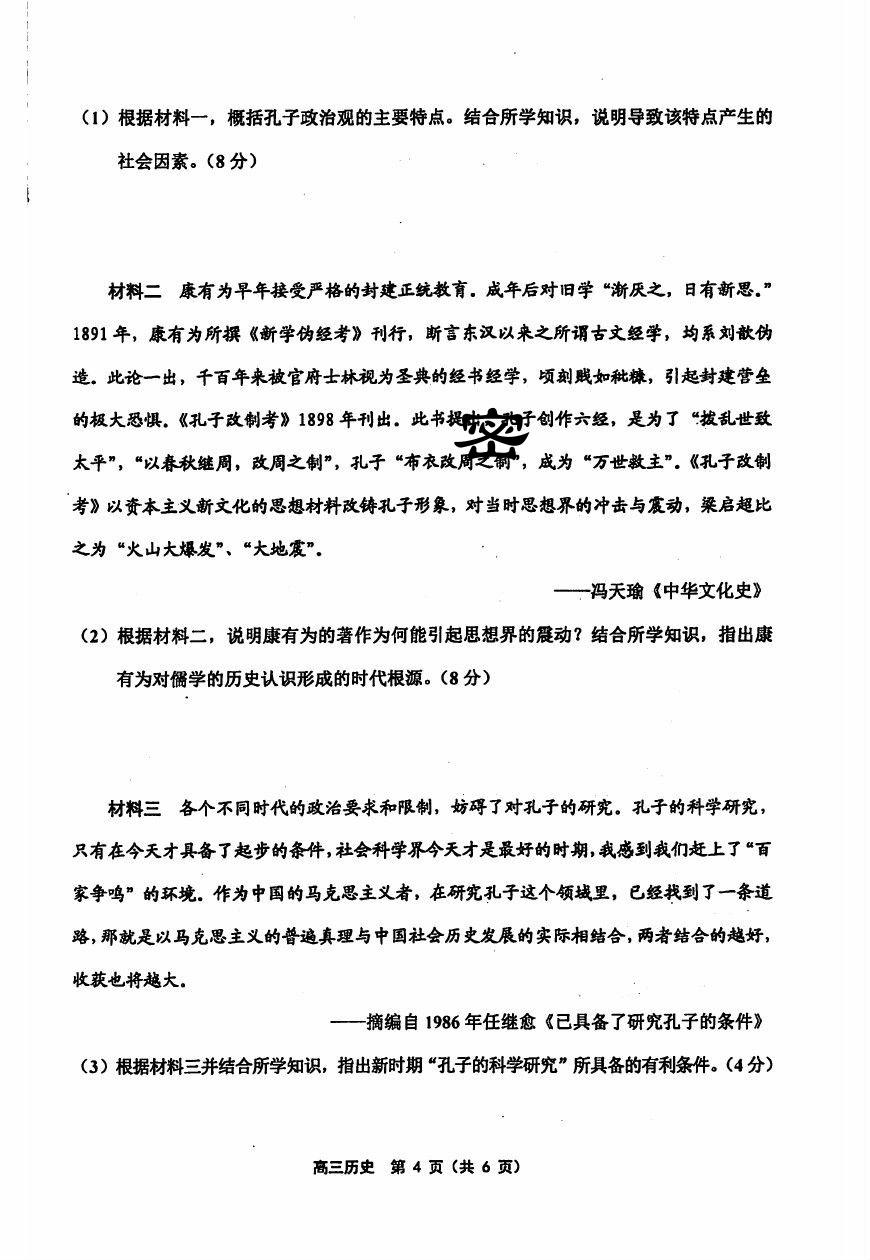 （1）根据材料一，概括孔子政治观的主要特点。结合所学知识，说明导致该特点产生的
社会因素。（8 分）
材料二　康有为早年接受严格的封建正统教育。成年后对旧学“渐厌之，日有新思。”
1891 年，康有为所撰《新学伪经考》刊行，断言东汉以来之所谓古文经学，均系刘歆伪
造。此论一出，千百年来被官府士林视为圣典的经书经学，顷刻贱如秕糠，引起封建营垒
的极大恐惧。《孔子改制考》1898 年刊出。此书提出，孔子创作六经，是为了“拨乱世致
太平”，“以春秋继周，改周之制”，孔子“布衣改周之制”，成为“万世教主”。《孔子改制
考》以资本主义新文化的思想材料改铸孔子形象，对当时思想界的冲击与震动，梁启超比
之为“火山大爆发”、“大地震”。
——冯天瑜《中华文化史》
（2）根据材料二，说明康有为的著作为何能引起思想界的震动？结合所学知识，指出康
有为对儒学的历史认识形成的时代根源。（8 分）
材料三　各个不同时代的政治要求和限制，妨碍了对孔子的研究。孔子的科学研究，
只有在今天才具备了起步的条件，社会科学界今天才是最好的时期，我感到我们赶上了“百
家争鸣”的环境。作为中国的马克思主义者，在研究孔子这个领域里，已经找到了一条道
路，那就是以马克思主义的普遍真理与中国社会历史发展的实际相结合，两者结合的越好，
收获也将越大。
——摘编自 1986 年任继愈《已具备了研究孔子的条件》
（3）根据材料三并结合所学知识，指出新时期“孔子的科学研究”所具备的有利条件。（4 分）
高三历史　第 4 页（共 6 页）
密